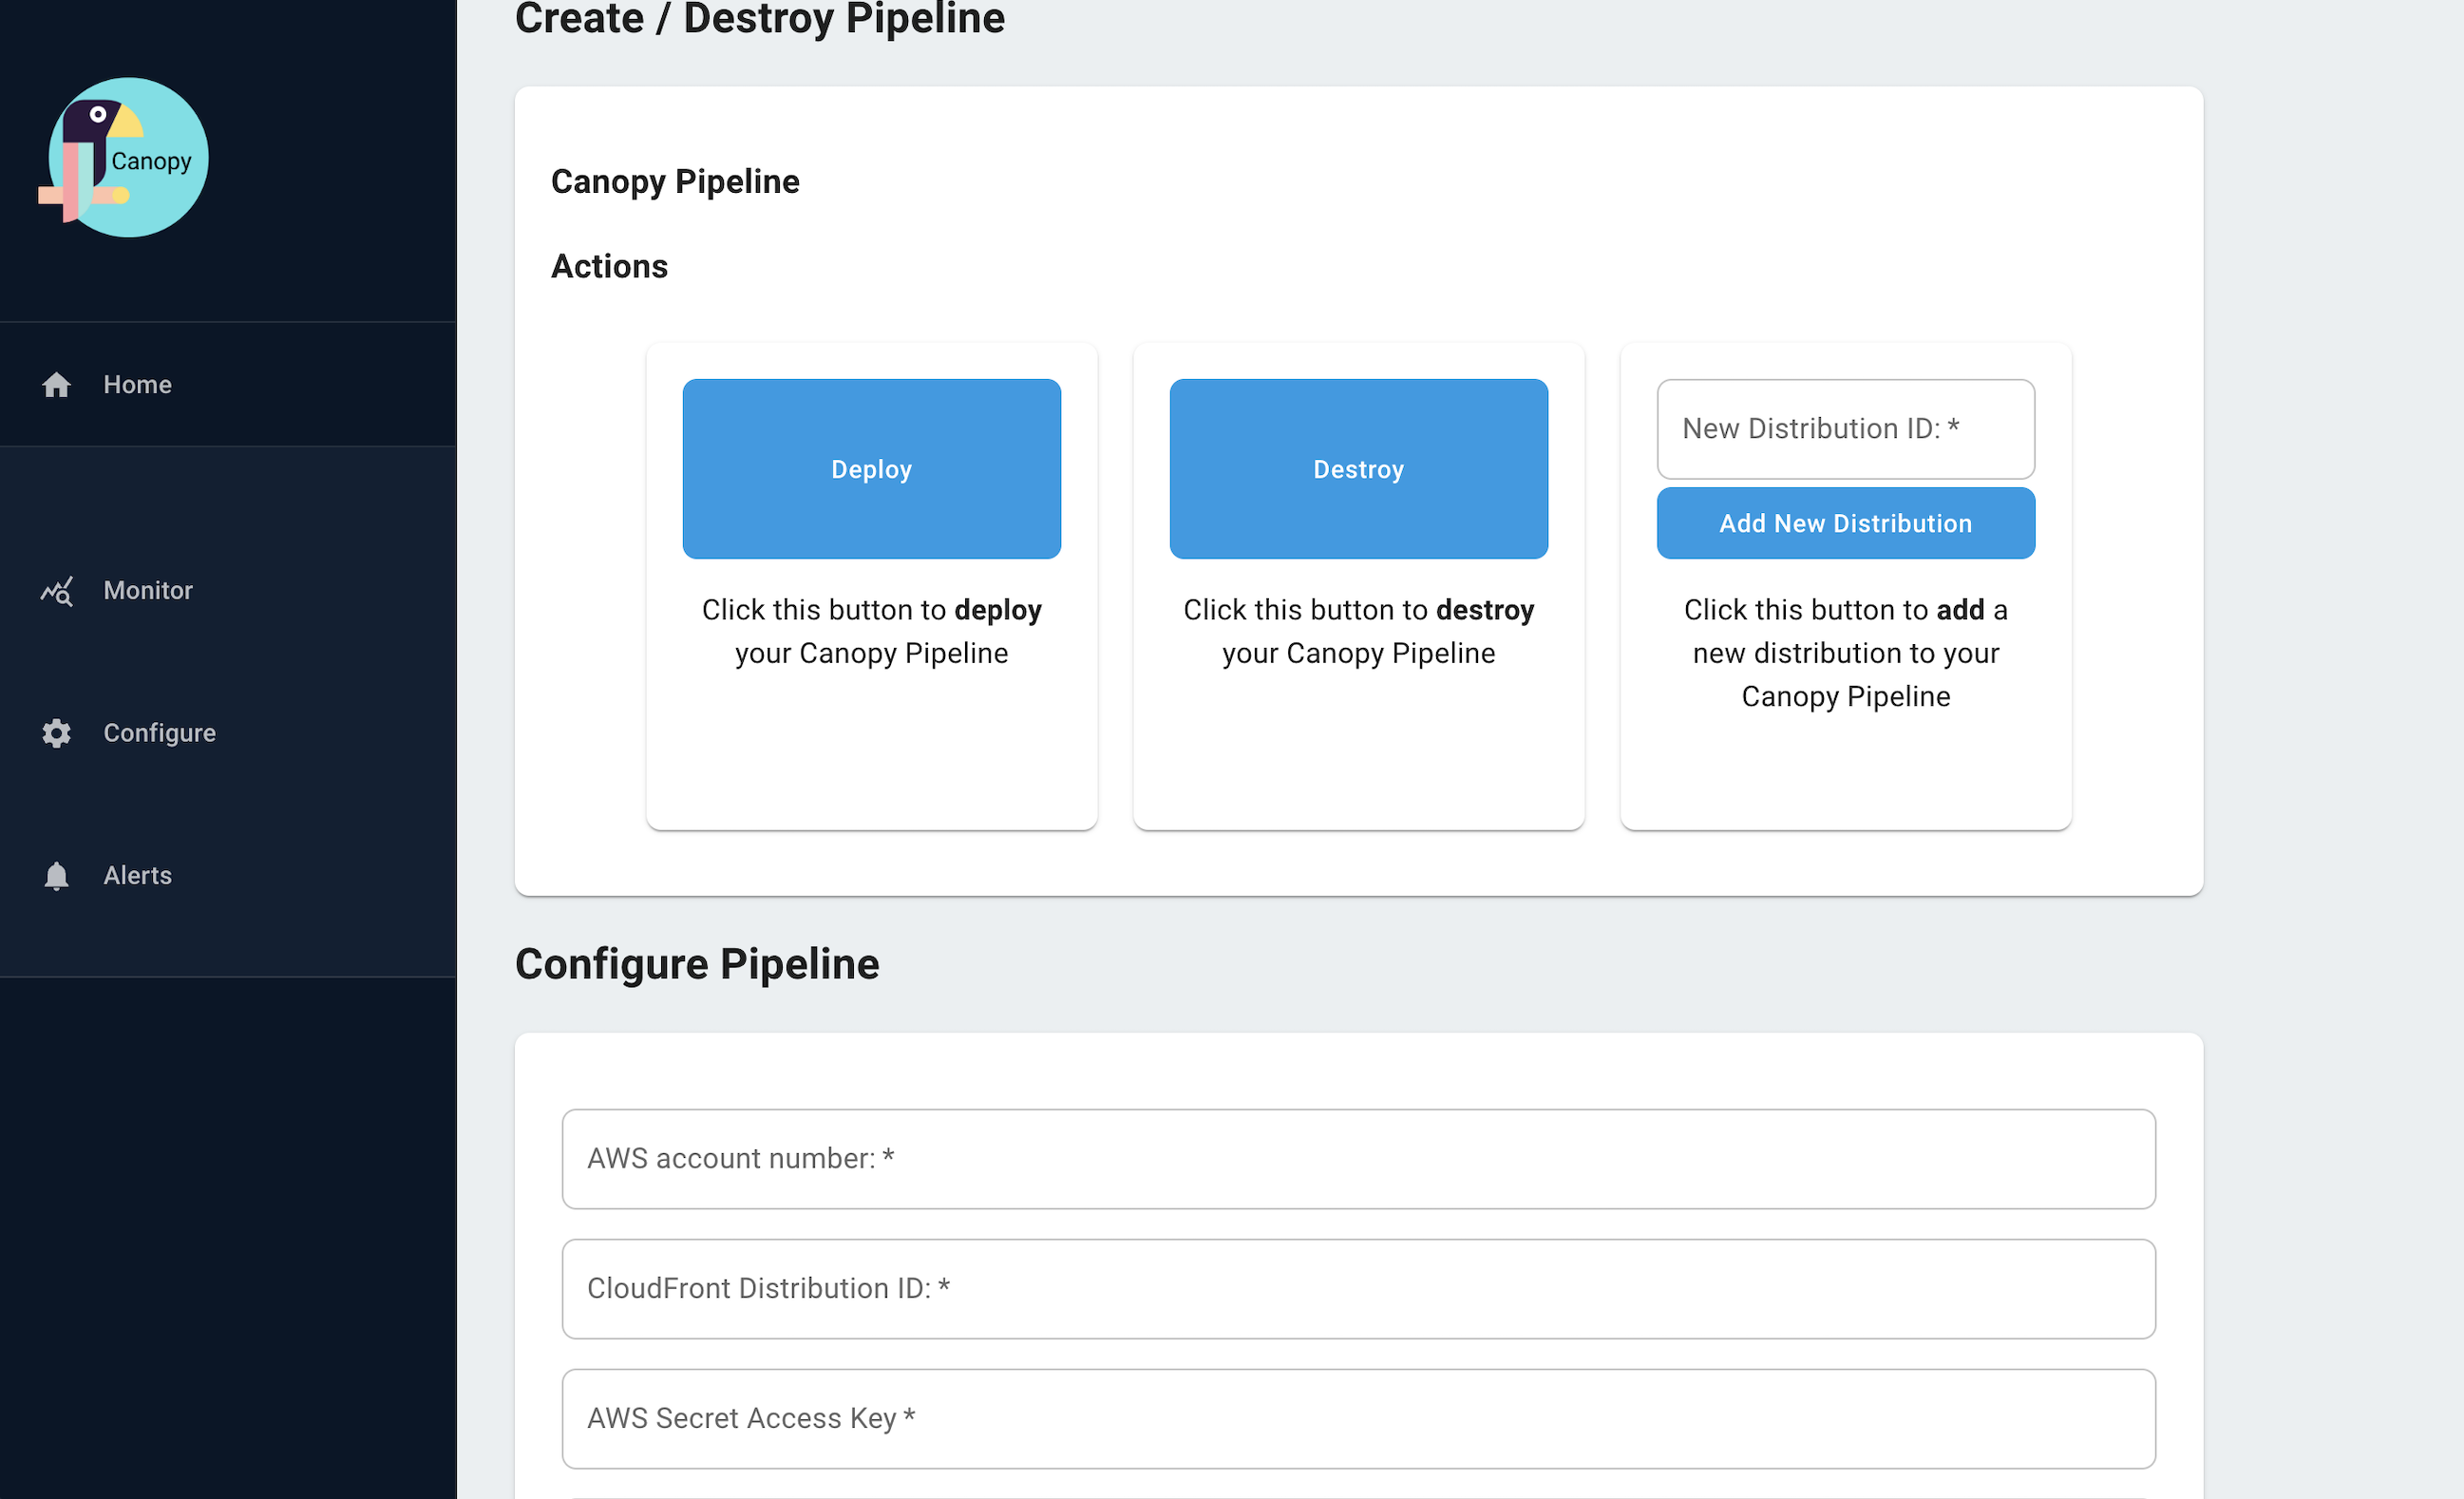 Canopy
Home
Monitor
Configure
Alerts
Create / Destroy Pipeline
Canopy Pipeline
Actions
Deploy
Click this button to deploy
your Canopy Pipeline
Destroy
Click this button to destroy
your Canopy Pipeline
New Distribution ID: *
Add New Distribution
Click this button to add a
new distribution to your
Canopy Pipeline
Configure Pipeline
AWS account number: *
CloudFront Distribution ID: *
AWS Secret Access Key *